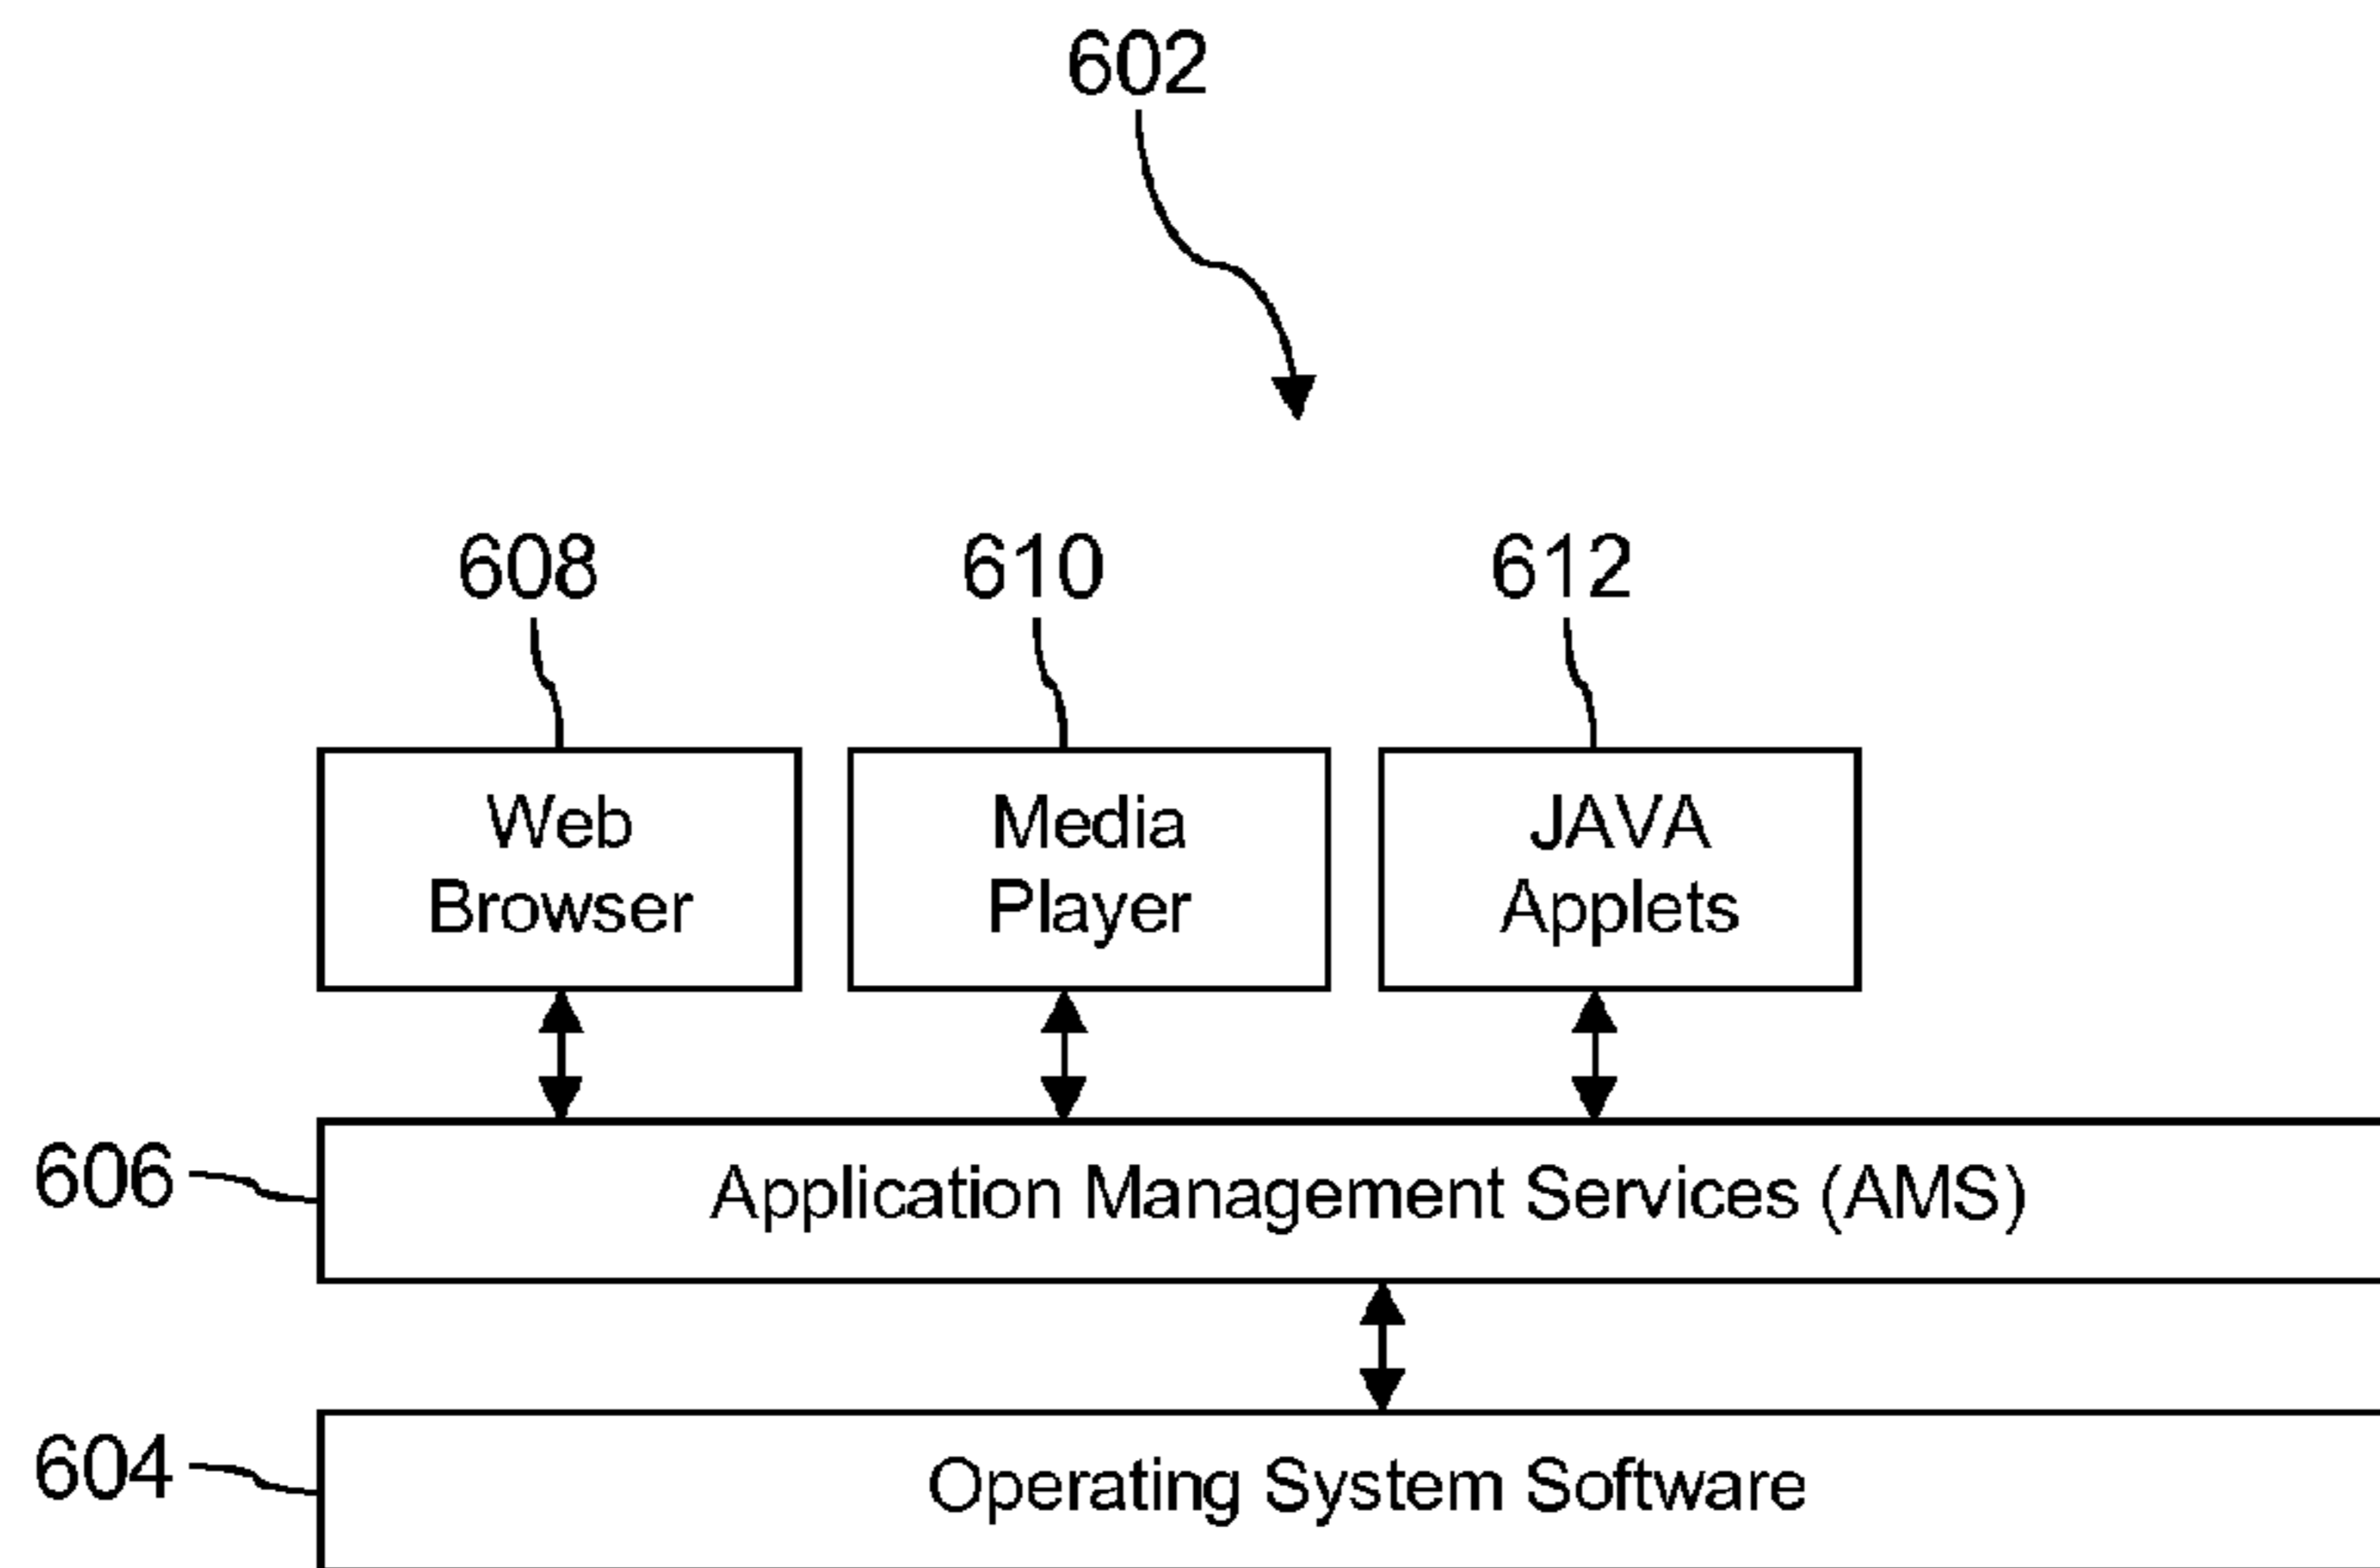 602
608
610
612
Web
Browser
Media
Player
JAVA
Applets
606
Application Management Services (AMS)
604
Operating System Software